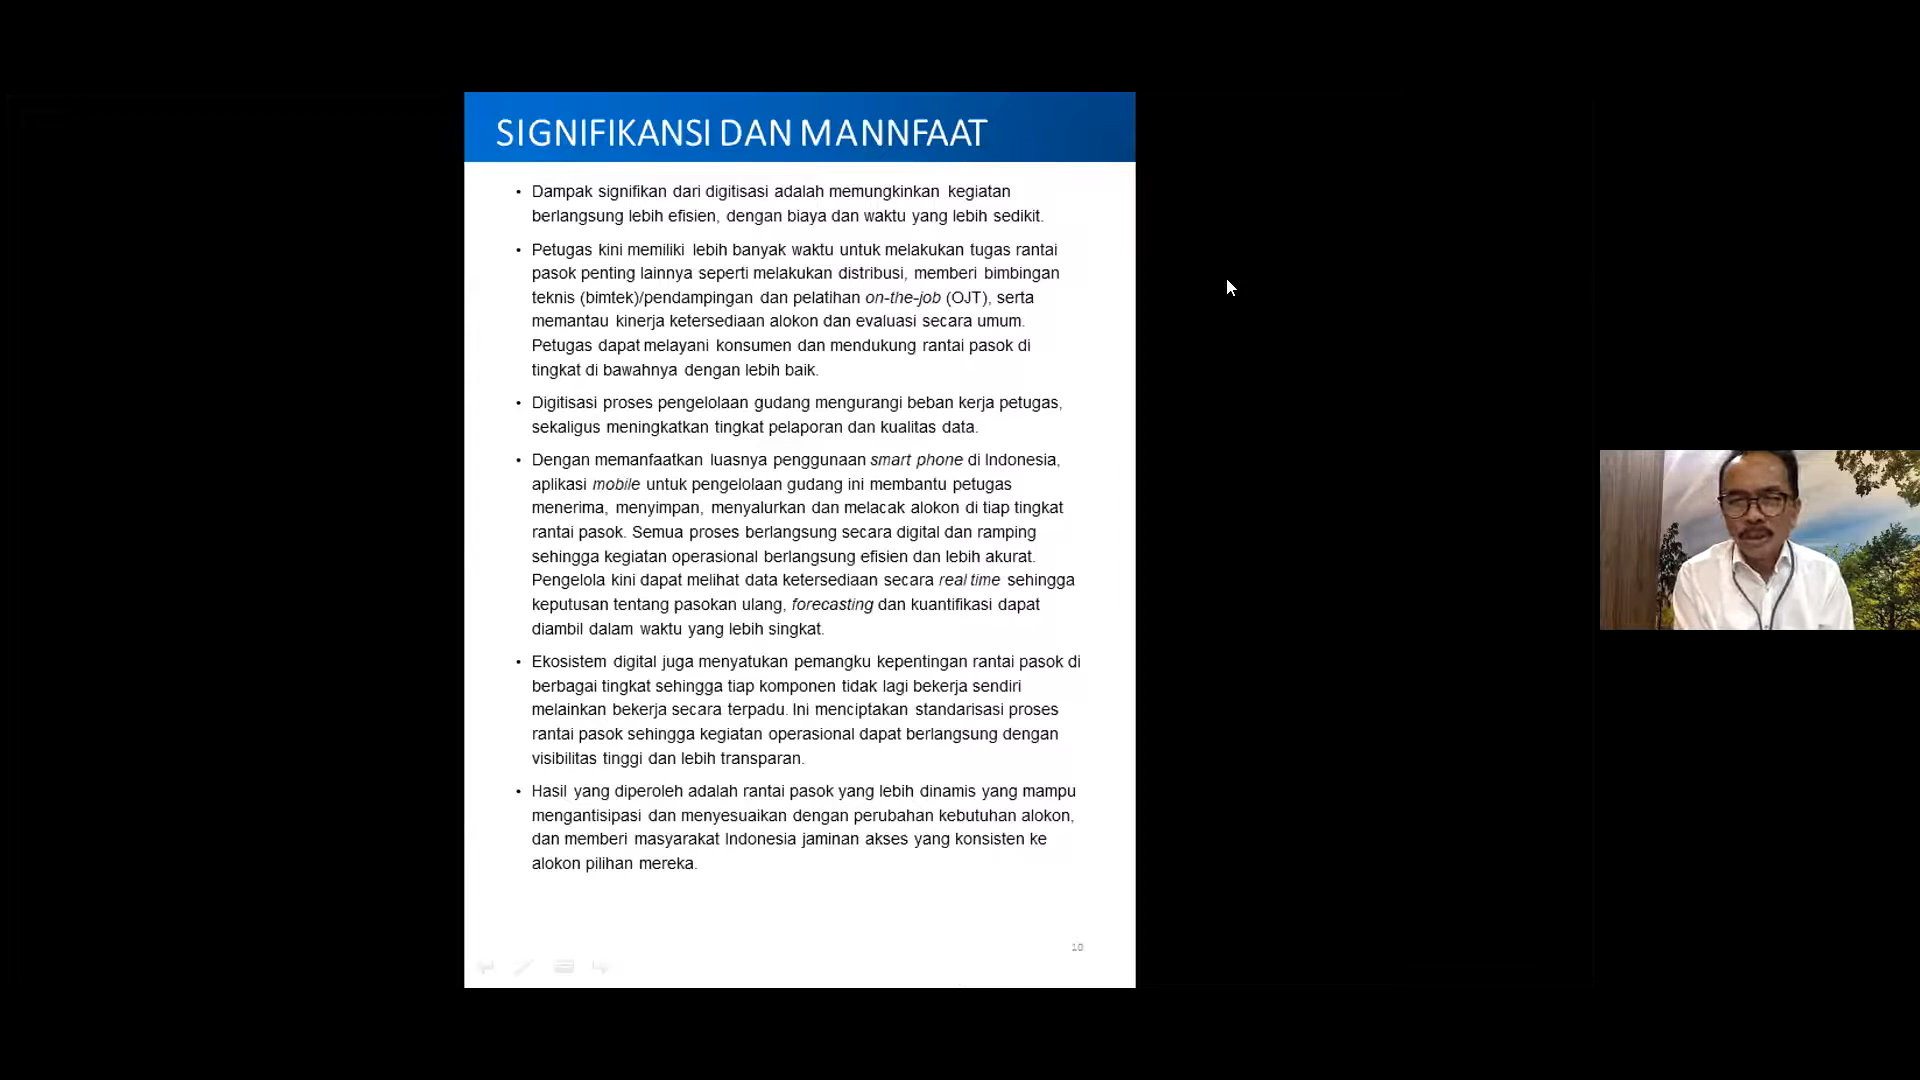 SIGNIFIKANSI DAN MANNFAAT
• Dampak signifikan dari digitisasi adalah memungkinkan kegiatan
berlangsung lebih efisien, dengan biaya dan waktu yang lebih sedikit.
• Petugas kini memiliki lebih banyak waktu untuk melakukan tugas rantai
pasok penting lainnya seperti melakukan distribusi, memberi bimbingan
teknis (bimtek)/pendampingan dan pelatihan on-the-job (OJT), serta
memantau kinerja ketersediaan alokon dan evaluasi secara umum.
Petugas dapat melayani konsumen dan mendukung rantai pasok di
tingkat di bawahnya dengan lebih baik.
• Digitisasi proses pengelolaan gudang mengurangi beban kerja petugas,
sekaligus meningkatkan tingkat pelaporan dan kualitas data.
• Dengan memanfaatkan luasnya penggunaan smart phone di Indonesia,
aplikasi mobile untuk pengelolaan gudang ini membantu petugas
menerima, menyimpan, menyalurkan dan melacak alokon di tiap tingkat
rantai pasok. Semua proses berlangsung secara digital dan ramping
sehingga kegiatan operasional berlangsung efisien dan lebih akurat.
Pengelola kini dapat melihat data ketersediaan secara real time sehingga
keputusan tentang pasokan ulang, forecasting dan kuantifikasi dapat
diambil dalam waktu yang lebih singkat.
• Ekosistem digital juga menyatukan pemangku kepentingan rantai pasok di
berbagai tingkat sehingga tiap komponen tidak lagi bekerja sendiri
melainkan bekerja secara terpadu. Ini menciptakan standarisasi proses
rantai pasok sehingga kegiatan operasional dapat berlangsung dengan
visibilitas tinggi dan lebih transparan.
• Hasil yang diperoleh adalah rantai pasok yang lebih dinamis yang mampu
mengantisipasi dan menyesuaikan dengan perubahan kebutuhan alokon,
dan memberi masyarakat Indonesia jaminan akses yang konsisten ke
alokon pilihan mereka.
10